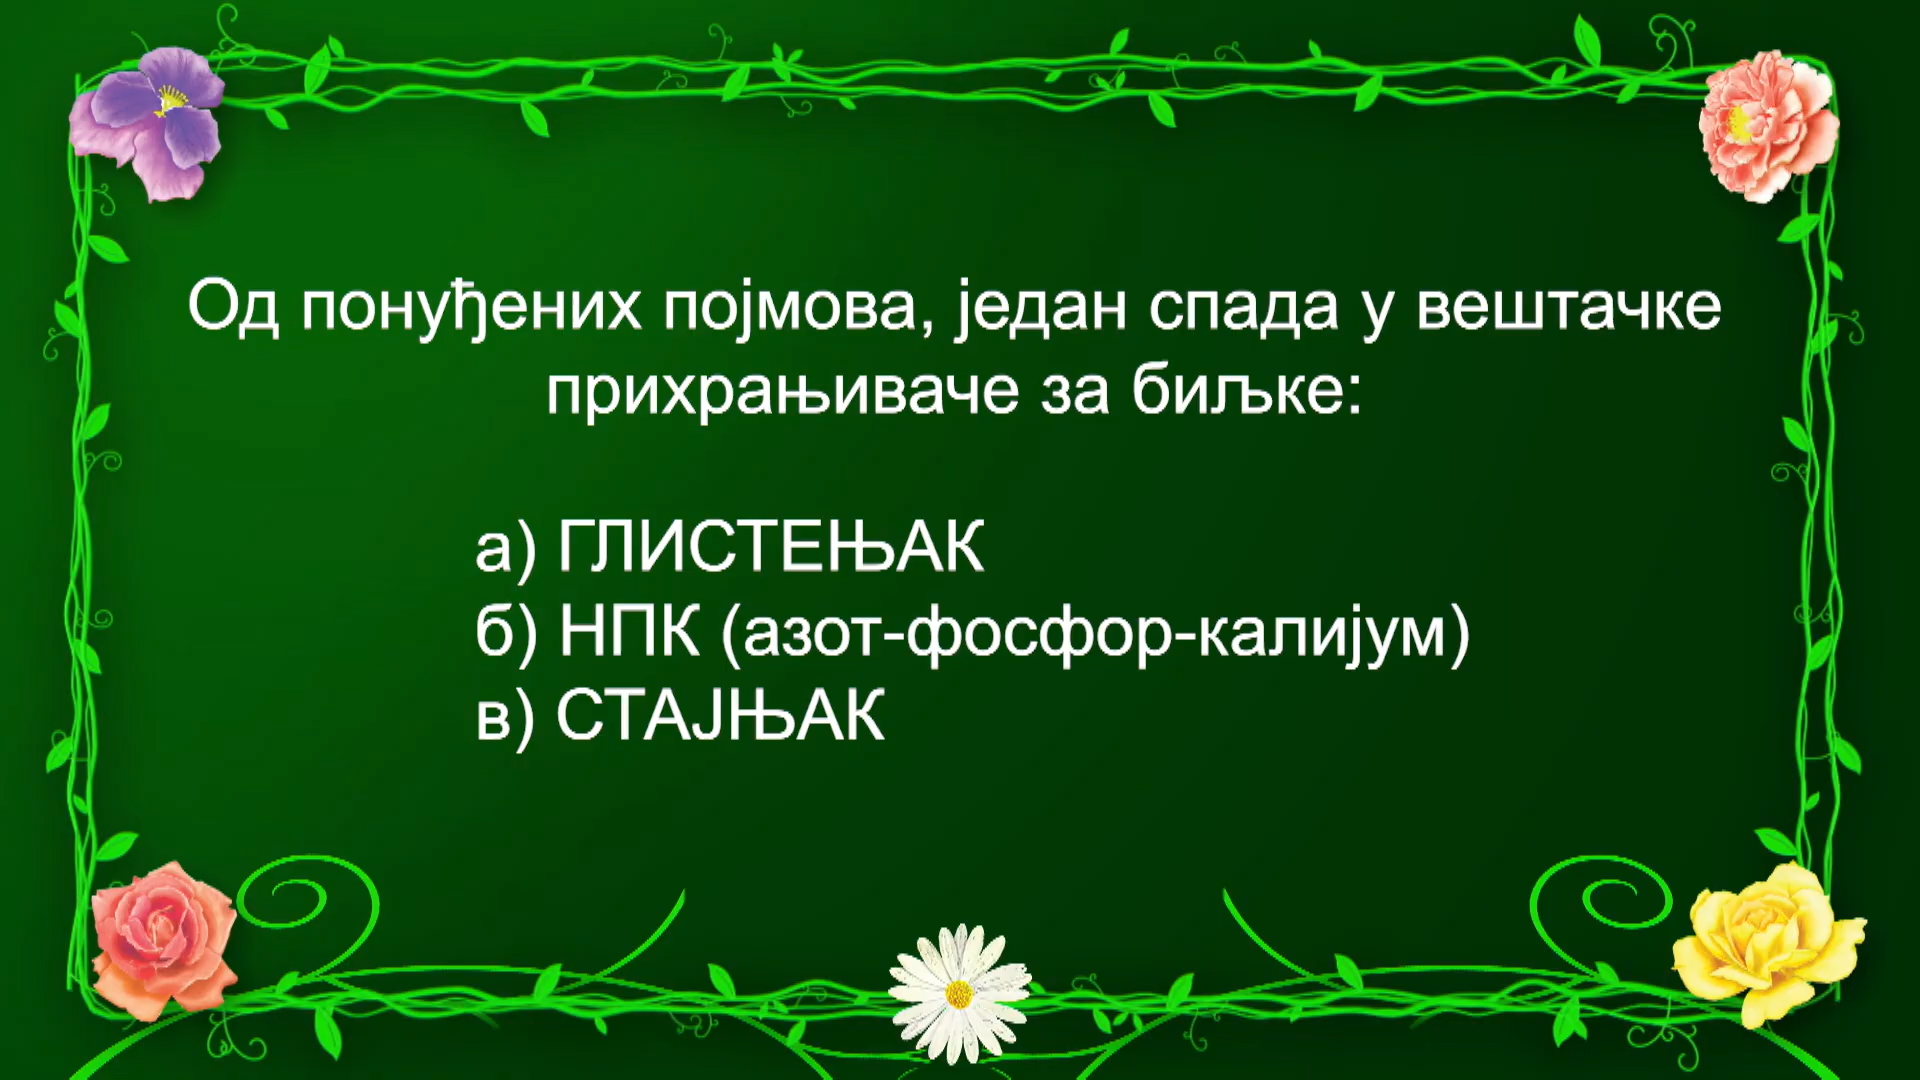 Од понуђених појмова, један спада у вештачке
прихрањиваче за биљке:
а) ГЛИСТЕЊАК
б) НПК (азот-фосфор-калијум)
в) СТАЈЊАК